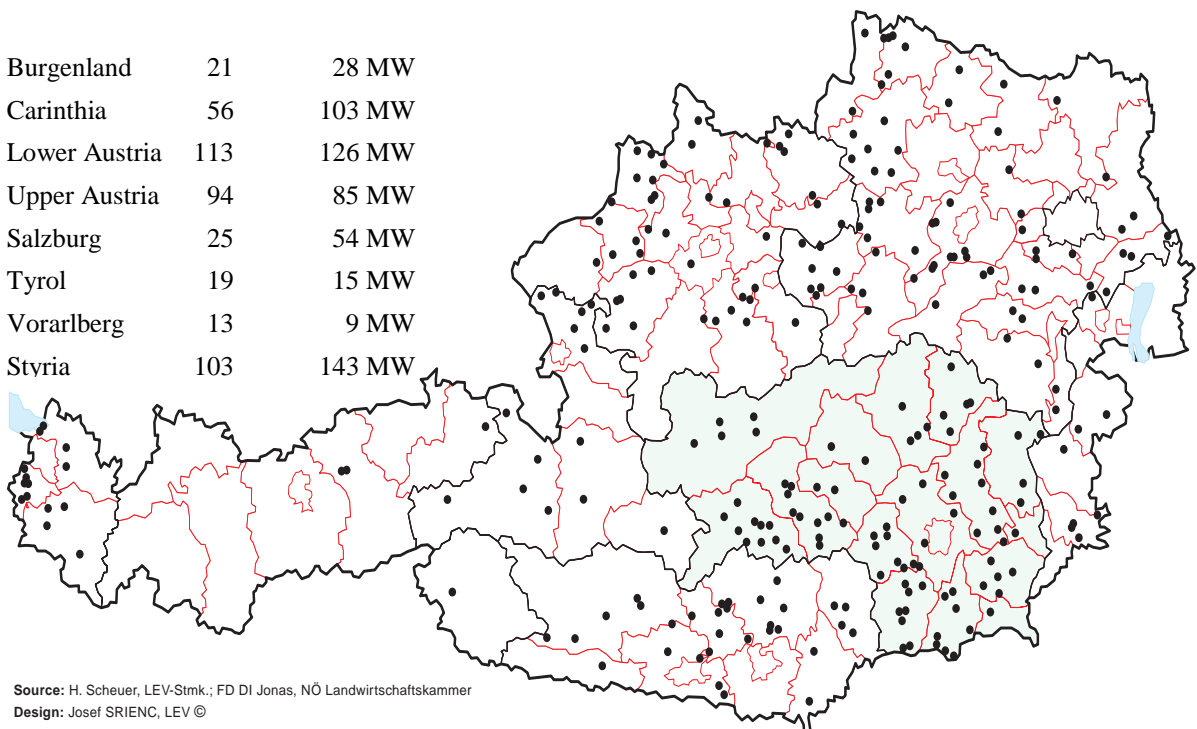 Burgenland 21 28 MW
Carinthia 56 103 MW
Lower Austria 113 126 MW
Upper Austria 94 85 MW
Salzburg 25 54 MW
Tyrol 19 15 MW
Vorarlberg 13 9 MW
Styria 103 143 MW
Source: H. Scheuer, LEV-Stmk.; FD DI Jonas, NÖ Landwirtschaftskammer
Design: Josef SRIENC, LEV ©